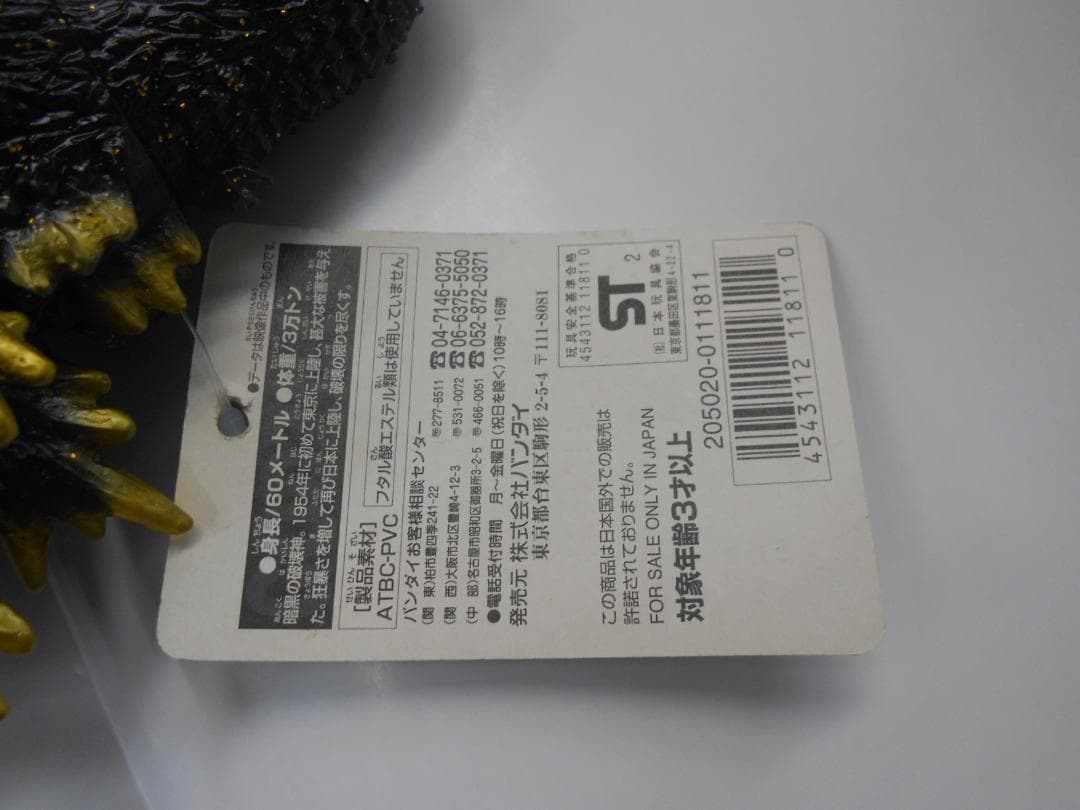 ●データは映像作品中のものです。
●身長/60メートル ●体重/3万トン
暗黒の破壊神。1954年に初めて東京に上陸し、甚大な被害を与え
た。狂暴さを増して再び日本に上陸し、破壊の限りを尽くす。
[製品素材]
ATBC-PVC フタル酸エステル類は使用していません
バンダイお客様相談センター
(関 東)柏市豊四季241-22 〠277-8511 ☎04-7146-0371
(関 西)大阪市北区豊崎4-12-3 〠531-0072 ☎06-6375-5050
(中 部)名古屋市昭和区御器所3-2-5 〠466-0051 ☎052-872-0371
●電話受付時間 月〜金曜日(祝日を除く)10時〜16時
発売元 株式会社バンダイ
東京都台東区駒形 2-5-4 〒111-8081
玩具安全基準合格
4543112 11811 0
ST 2
(社)日本玩具協会
東京都墨田区東駒形4-22-4
この商品は日本国外での販売は
許諾されておりません。
FOR SALE ONLY IN JAPAN
対象年齢3才以上
205020-0111811
4543112 118110